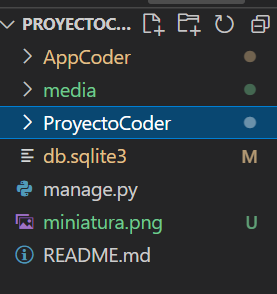 PROYECTOC...
AppCoder
media
ProyectoCoder
db.sqlite3 M
manage.py
miniatura.png U
README.md